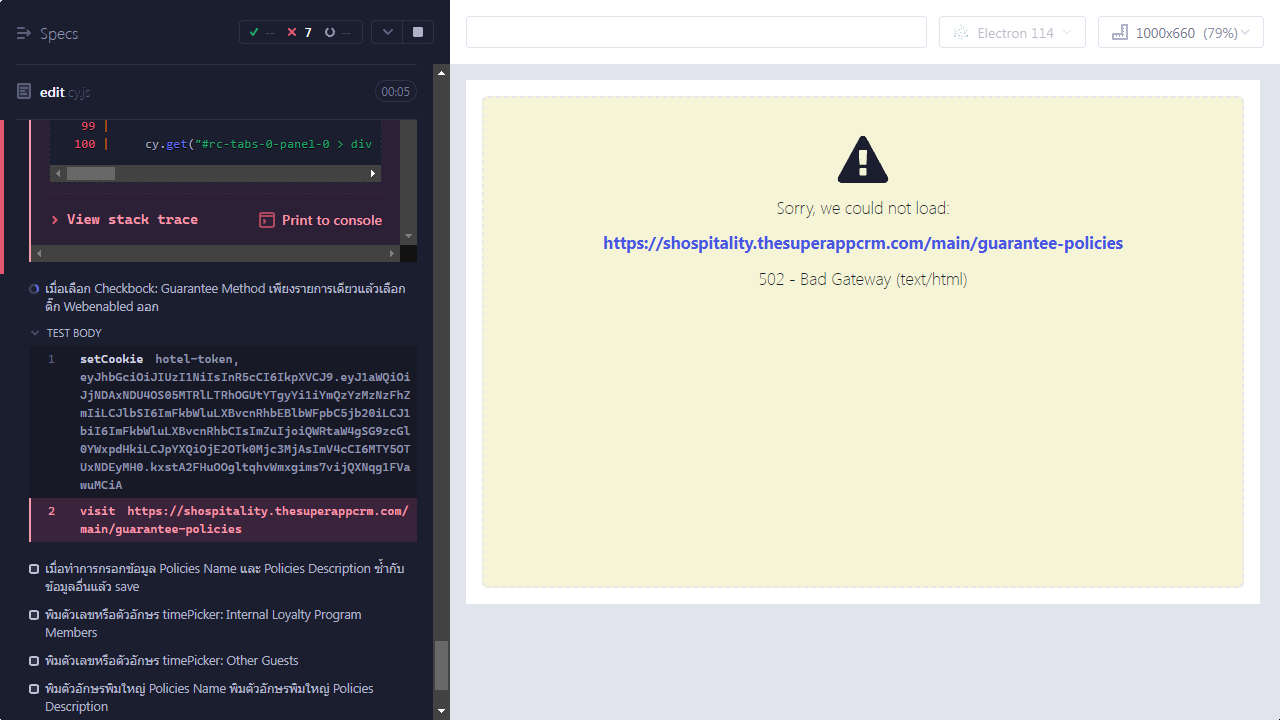 Specs
--
7
--
edit cy.js
00:05
99 |
100 | cy.get("#rc-tabs-0-panel-0 > div
View stack trace
Print to console
เมื่อเลือก Checkbock: Guarantee Method เพียงรายการเดียวแล้วเลือก
ติ๊ก Webenabled ออก
TEST BODY
1 setCookie hotel-token,
eyJhbGciOiJIUzI1NiIsInR5cCI6IkpXVCJ9.eyJ1aWQiOi
JjNDAxNDU4OS05MTRlLTRhOGUtYTgyYi1iYmQzYzMzNzFhZ
mIiLCJlbSI6ImFkbWluLXBvcnRhbEBlbWFpbC5jb20iLCJ1
biI6ImFkbWluLXBvcnRhbCIsImZuIjoiQWRtaW4gSG9zcGl
0YWxpdHkiLCJpYXQiOjE2OTk0Mjc3MjAsImV4cCI6MTY5OT
UxNDEyMH0.kxstA2FHuOOgltqhvWmxgims7vijQXNqg1FVa
wuMCiA
2 visit https://shospitality.thesuperappcrm.com/
main/guarantee-policies
เมื่อทำการกรอกข้อมูล Policies Name และ Policies Description ซ้ำกับ
ข้อมูลอื่นแล้ว save
พิมตัวเลขหรือตัวอักษร timePicker: Internal Loyalty Program
Members
พิมตัวเลขหรือตัวอักษร timePicker: Other Guests
พิมตัวอักษรพิมใหญ่ Policies Name พิมตัวอักษรพิมใหญ่ Policies
Description
Electron 114
1000x660 (79%)
Sorry, we could not load:
https://shospitality.thesuperappcrm.com/main/guarantee-policies
502 - Bad Gateway (text/html)